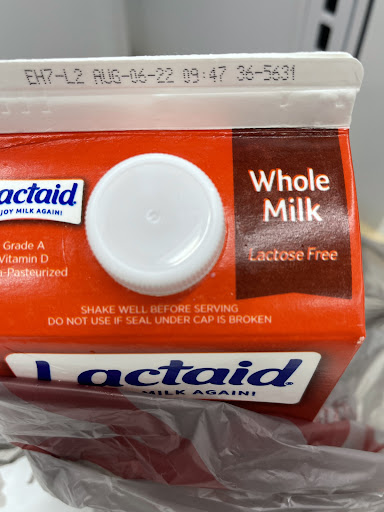 EH7-L2 AUG-06-22 09:47 36-5631
actaid
JOY MILK AGAIN!
Grade A
Vitamin D
-Pasteurized
Whole
Milk
Lactose Free
SHAKE WELL BEFORE SERVING
DO NOT USE IF SEAL UNDER CAP IS BROKEN
Lactaid®
MILK AGAIN!